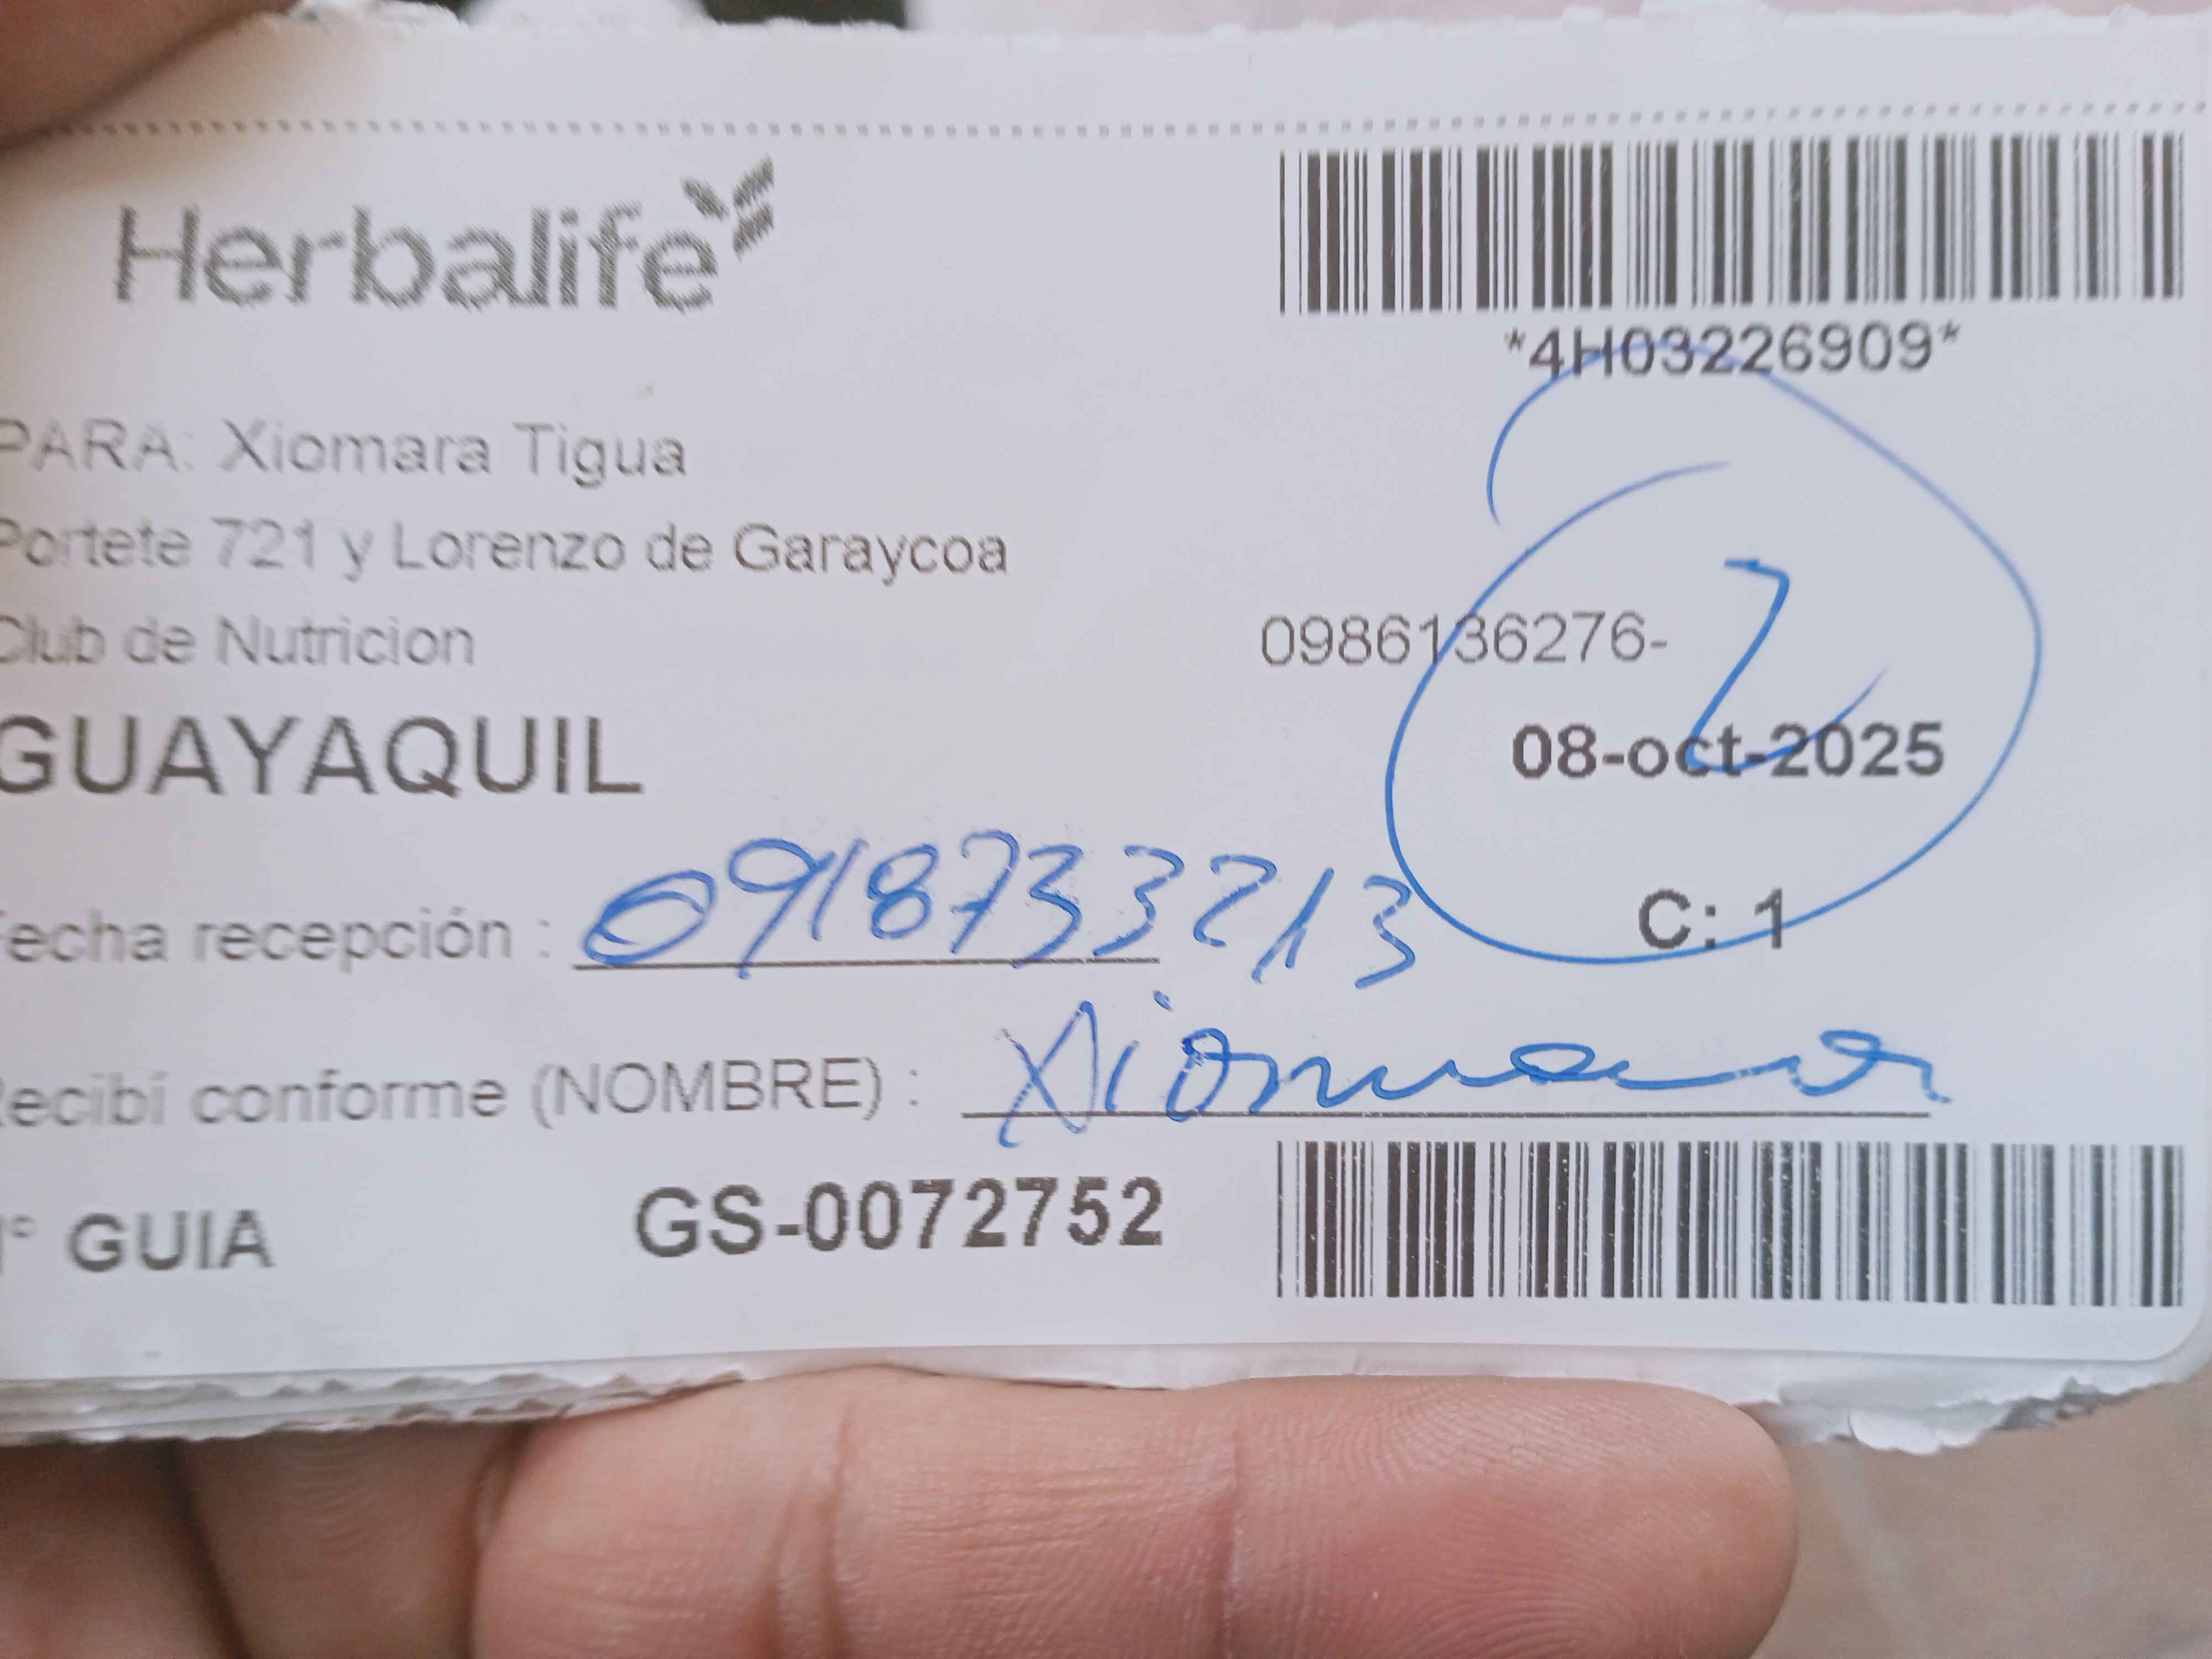 Herbalife
*4H03226909*
PARA: Xiomara Tigua
Portete 721 y Lorenzo de Garaycoa
Club de Nutricion 0986136276-
2
GUAYAQUIL 08-oct-2025
C: 1
Fecha recepción : 0918733213
Recibí conforme (NOMBRE) : Xiomara
N° GUIA GS-0072752